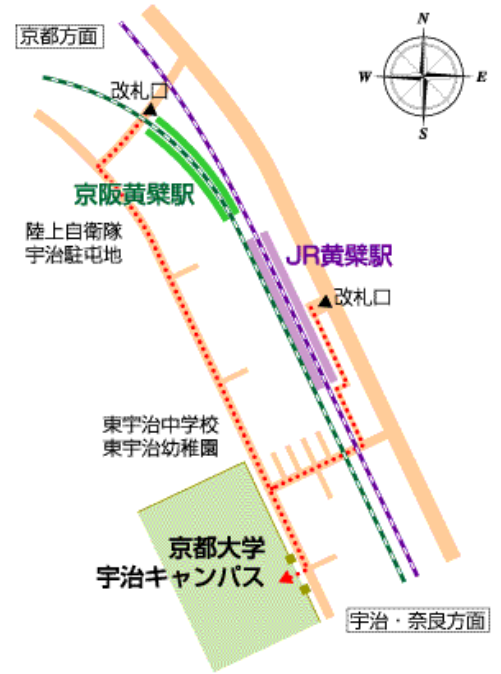 京都方面
N
W
E
S
改札口
京阪黄檗駅
陸上自衛隊
宇治駐屯地
JR黄檗駅
改札口
東宇治中学校
東宇治幼稚園
京都大学
宇治キャンパス
宇治・奈良方面